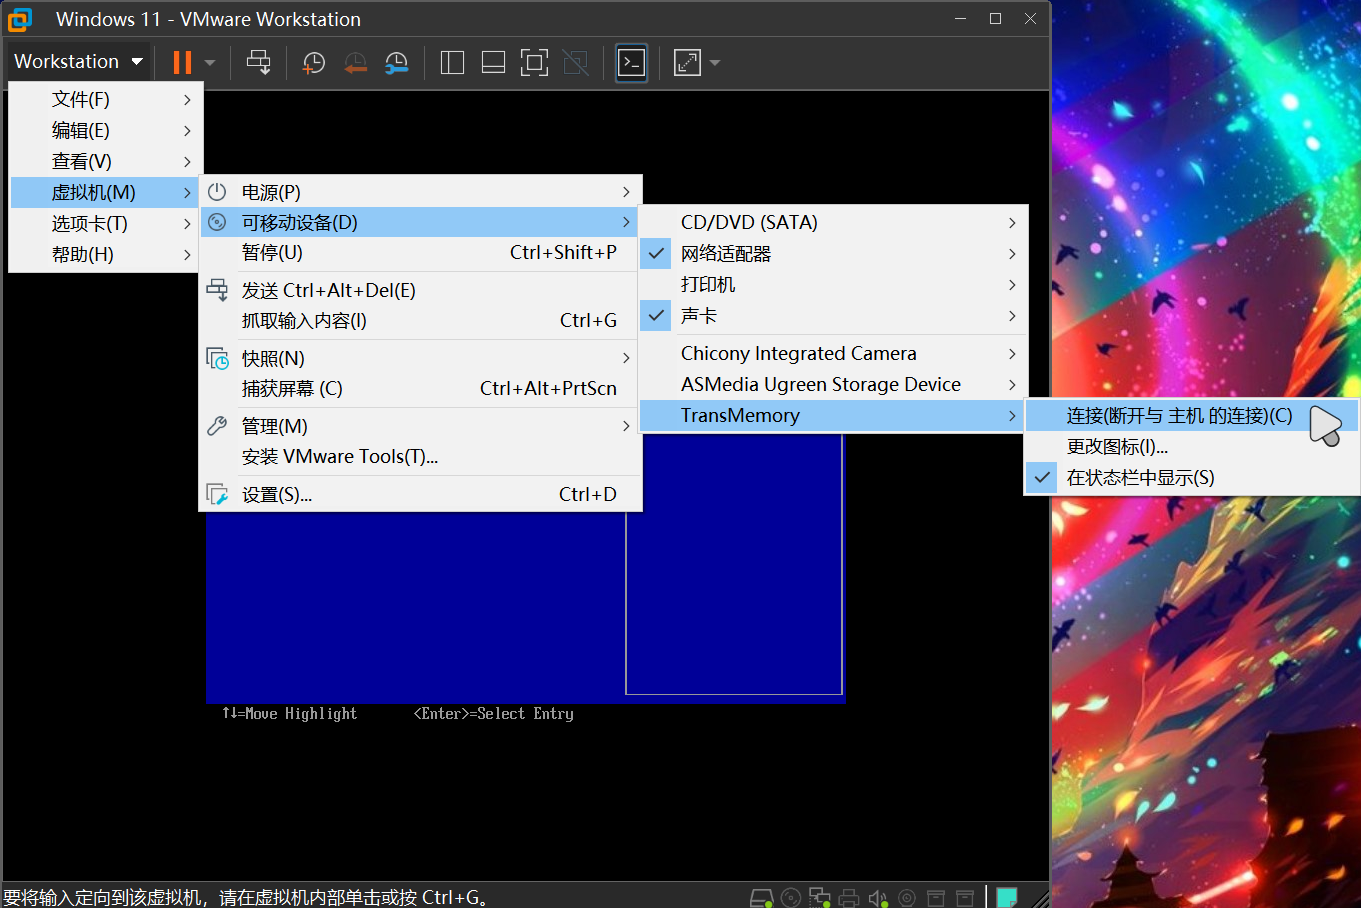 Windows 11 - VMware Workstation
Workstation
文件(F)
编辑(E)
查看(V)
虚拟机(M)
选项卡(T)
帮助(H)
电源(P)
可移动设备(D)
暂停(U) Ctrl+Shift+P
发送 Ctrl+Alt+Del(E)
抓取输入内容(I) Ctrl+G
快照(N)
捕获屏幕 (C) Ctrl+Alt+PrtScn
管理(M)
安装 VMware Tools(T)...
设置(S)... Ctrl+D
CD/DVD (SATA)
网络适配器
打印机
声卡
Chicony Integrated Camera
ASMedia Ugreen Storage Device
TransMemory
连接(断开与 主机 的连接)(C)
更改图标(I)...
在状态栏中显示(S)
↑↓=Move Highlight <Enter>=Select Entry
要将输入定向到该虚拟机，请在虚拟机内部单击或按 Ctrl+G。